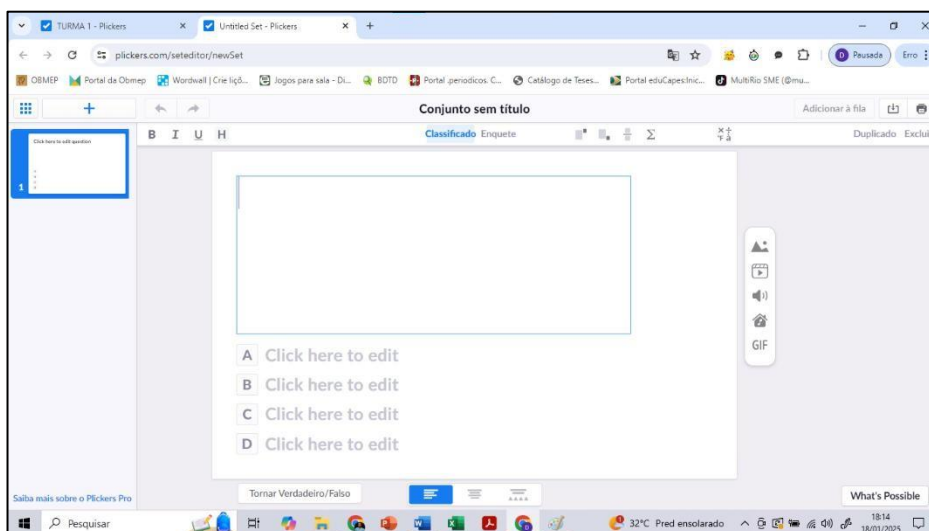 TURMA 1 - Plickers
Untitled Set - Plickers
plickers.com/seteditor/newSet
Pausada
Erro
OBMEP
Portal da Obmep
Wordwall | Crie liçõ...
Jogos para sala - Di...
BDTD
Portal .periodicos. C...
Catálogo de Teses...
Portal eduCapes:Inic...
MultiRio SME (@mu...
Conjunto sem título
Adicionar à fila
B I U H
Classificado Enquete
Duplicado Exclui
Click here to edit question
1
A Click here to edit
B Click here to edit
C Click here to edit
D Click here to edit
GIF
Saiba mais sobre o Plickers Pro
Tornar Verdadeiro/Falso
What's Possible
Pesquisar
32°C Pred ensolarado
18:14
18/01/2025